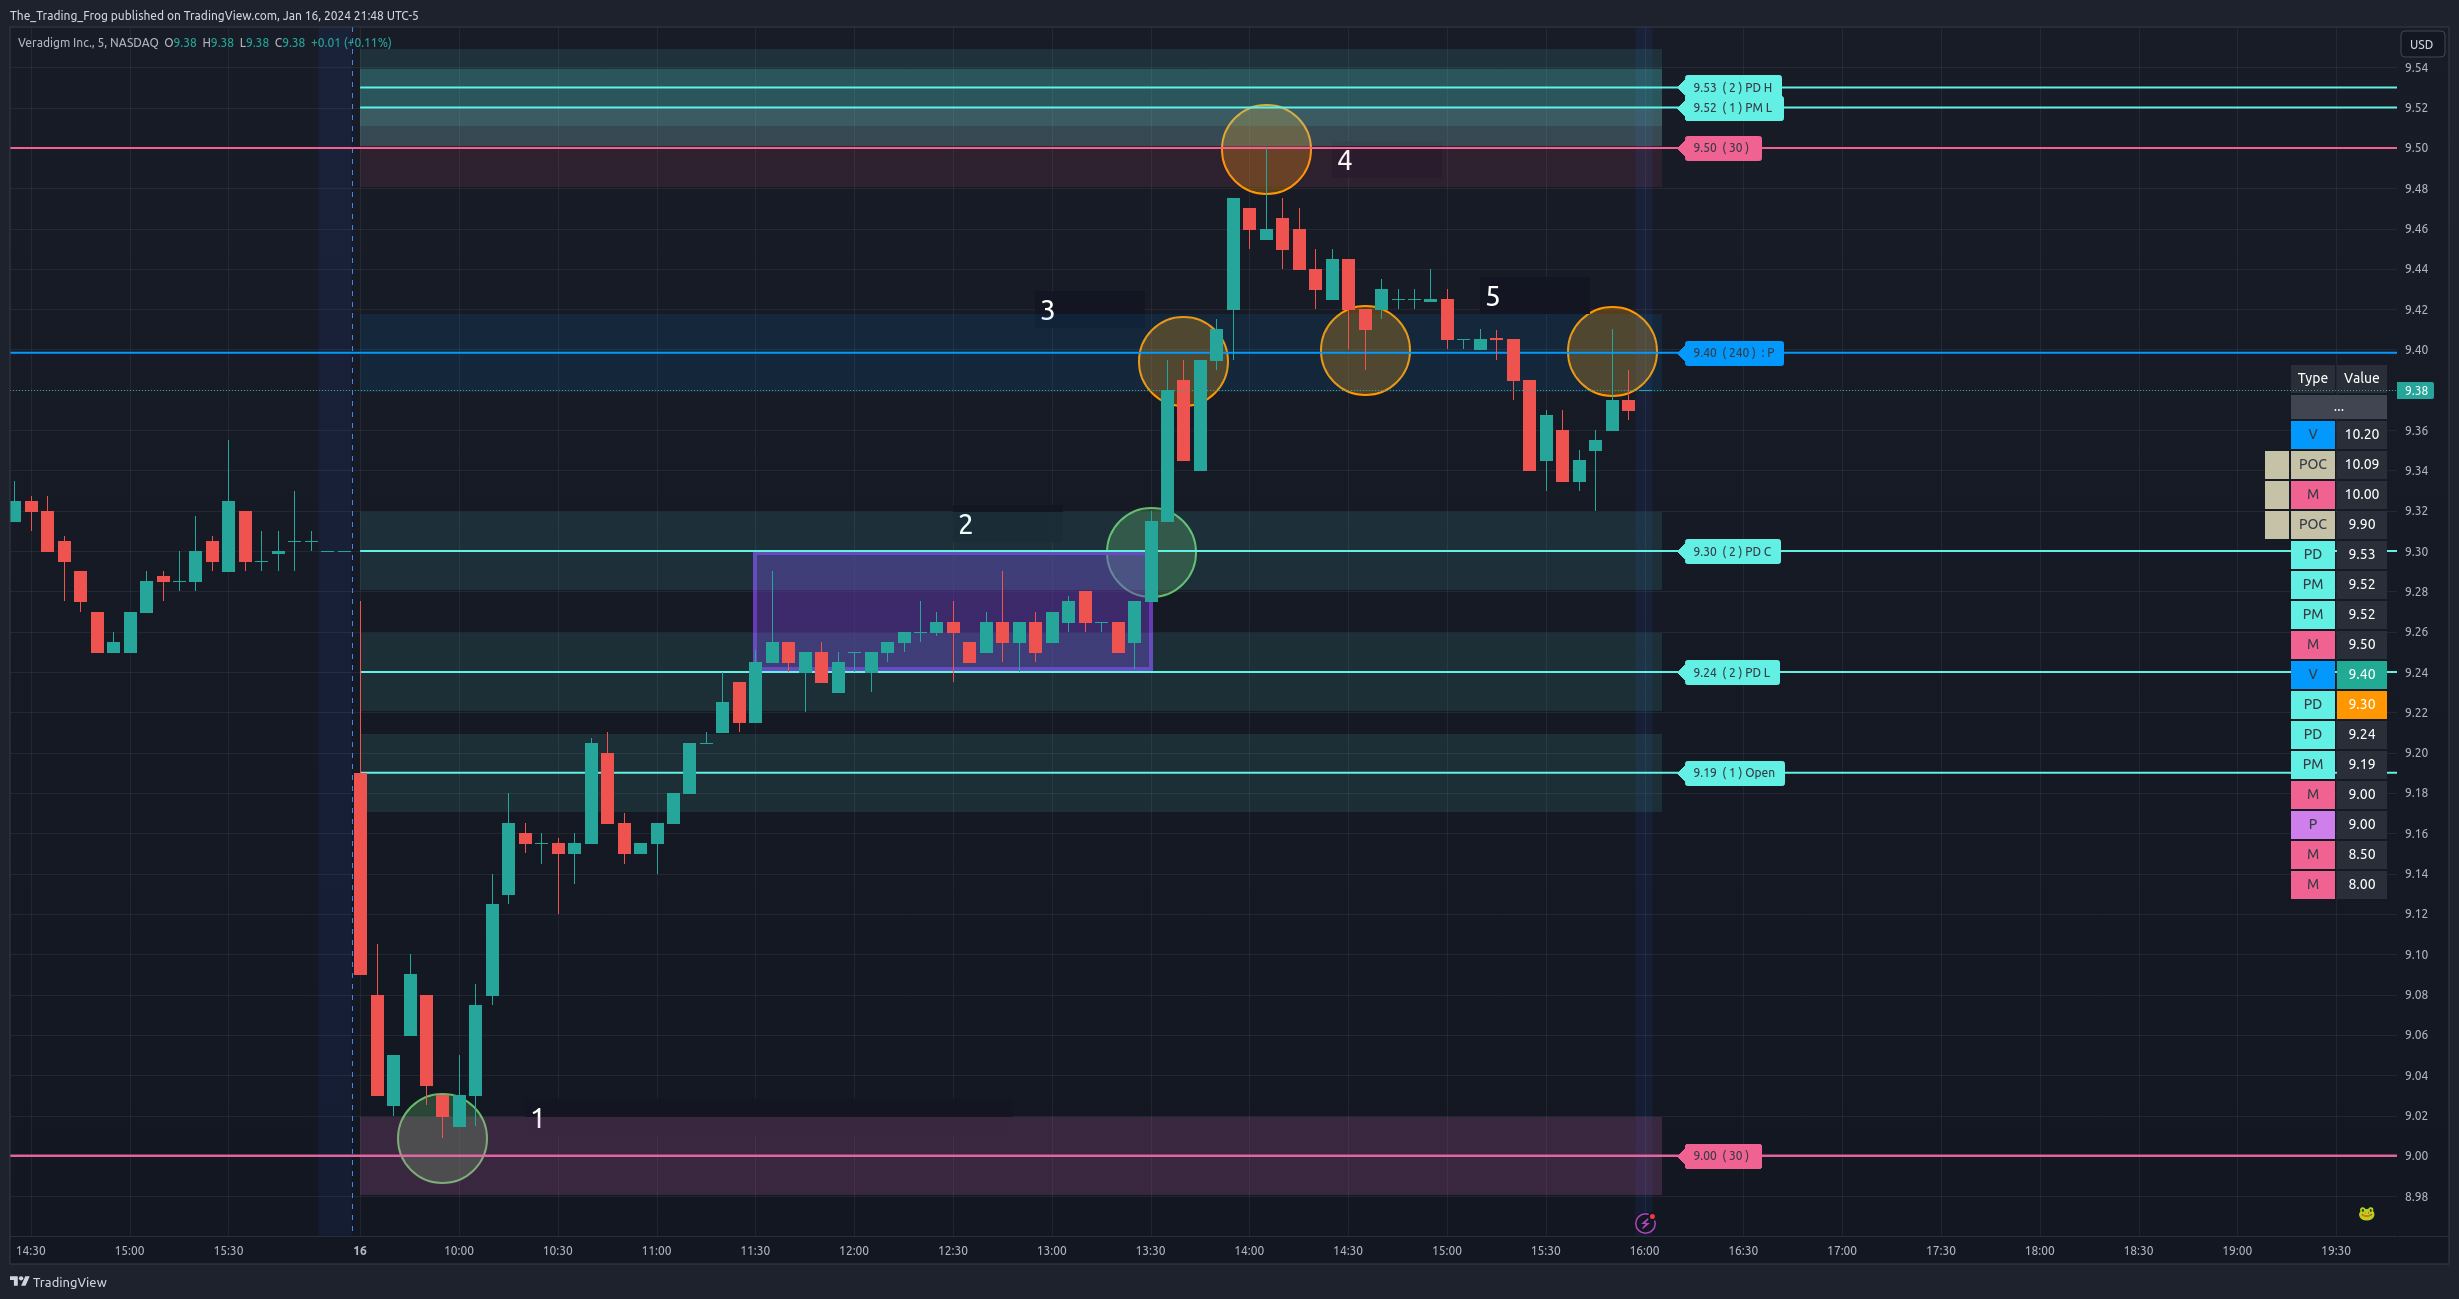 The_Trading_Frog published on TradingView.com, Jan 16, 2024 21:48 UTC-5
Veradigm Inc., 5, NASDAQ O9.38 H9.38 L9.38 C9.38 +0.01 (+0.11%)
USD
9.54
9.53 ( 2 ) PD H
9.52 ( 1 ) PM L
9.52
9.50 ( 30 )
9.50
4
9.48
9.46
9.44
5
3
9.42
9.40 ( 240 ) : P
9.40
9.38
Type Value
...
V 10.20
POC 10.09
M 10.00
POC 9.90
PD 9.53
PM 9.52
PM 9.52
M 9.50
V 9.40
PD 9.30
PD 9.24
PM 9.19
M 9.00
P 9.00
M 8.50
M 8.00
9.36
9.34
9.32
2
9.30 ( 2 ) PD C
9.30
9.28
9.26
9.24 ( 2 ) PD L
9.24
9.22
9.20
9.19 ( 1 ) Open
9.18
9.16
9.14
9.12
9.10
9.08
9.06
9.04
9.02
1
9.00 ( 30 )
9.00
8.98
14:30 15:00 15:30 16 10:00 10:30 11:00 11:30 12:00 12:30 13:00 13:30 14:00 14:30 15:00 15:30 16:00 16:30 17:00 17:30 18:00 18:30 19:00 19:30
TradingView